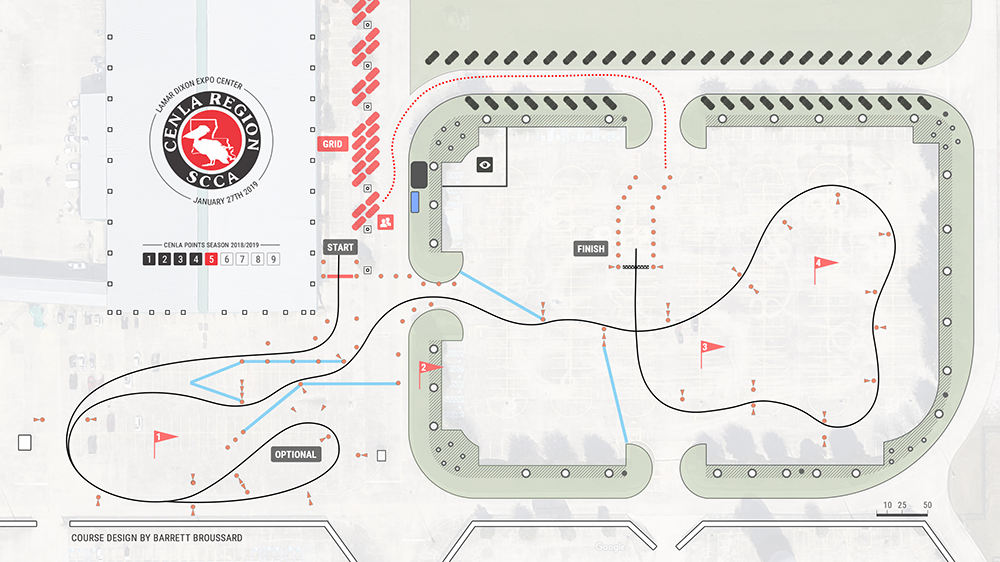 LAMAR DIXON EXPO CENTER
CENLA REGION
SCCA
JANUARY 27TH 2019
CENLA POINTS SEASON 2018/2019
1 2 3 4 5 6 7 8 9
GRID
START
FINISH
4
3
2
1
OPTIONAL
10 25 50
COURSE DESIGN BY BARRETT BROUSSARD
Google